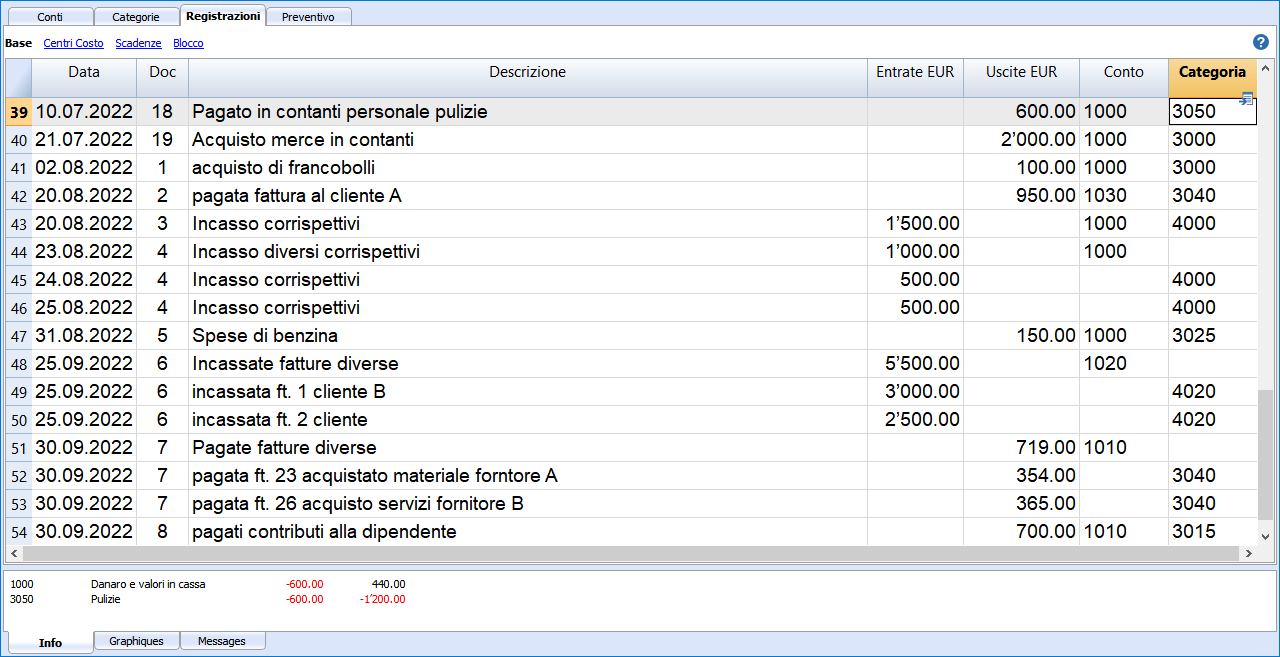 Conti Categorie Registrazioni Preventivo
Base Centri Costo Scadenze Blocco ?
Data Doc Descrizione Entrate EUR Uscite EUR Conto Categoria
39 10.07.2022 18 Pagato in contanti personale pulizie 600.00 1000 3050
40 21.07.2022 19 Acquisto merce in contanti 2’000.00 1000 3000
41 02.08.2022 1 acquisto di francobolli 100.00 1000 3000
42 20.08.2022 2 pagata fattura al cliente A 950.00 1030 3040
43 20.08.2022 3 Incasso corrispettivi 1’500.00 1000 4000
44 23.08.2022 4 Incasso diversi corrispettivi 1’000.00 1000
45 24.08.2022 4 Incasso corrispettivi 500.00 4000
46 25.08.2022 4 Incasso corrispettivi 500.00 4000
47 31.08.2022 5 Spese di benzina 150.00 1000 3025
48 25.09.2022 6 Incassate fatture diverse 5’500.00 1020
49 25.09.2022 6 incassata ft. 1 cliente B 3’000.00 4020
50 25.09.2022 6 incassata ft. 2 cliente 2’500.00 4020
51 30.09.2022 7 Pagate fatture diverse 719.00 1010
52 30.09.2022 7 pagata ft. 23 acquistato materiale forntore A 354.00 3040
53 30.09.2022 7 pagata ft. 26 acquisto servizi fornitore B 365.00 3040
54 30.09.2022 8 pagati contributi alla dipendente 700.00 1010 3015
1000 Danaro e valori in cassa -600.00 440.00
3050 Pulizie -600.00 -1’200.00
Info Graphiques Messages